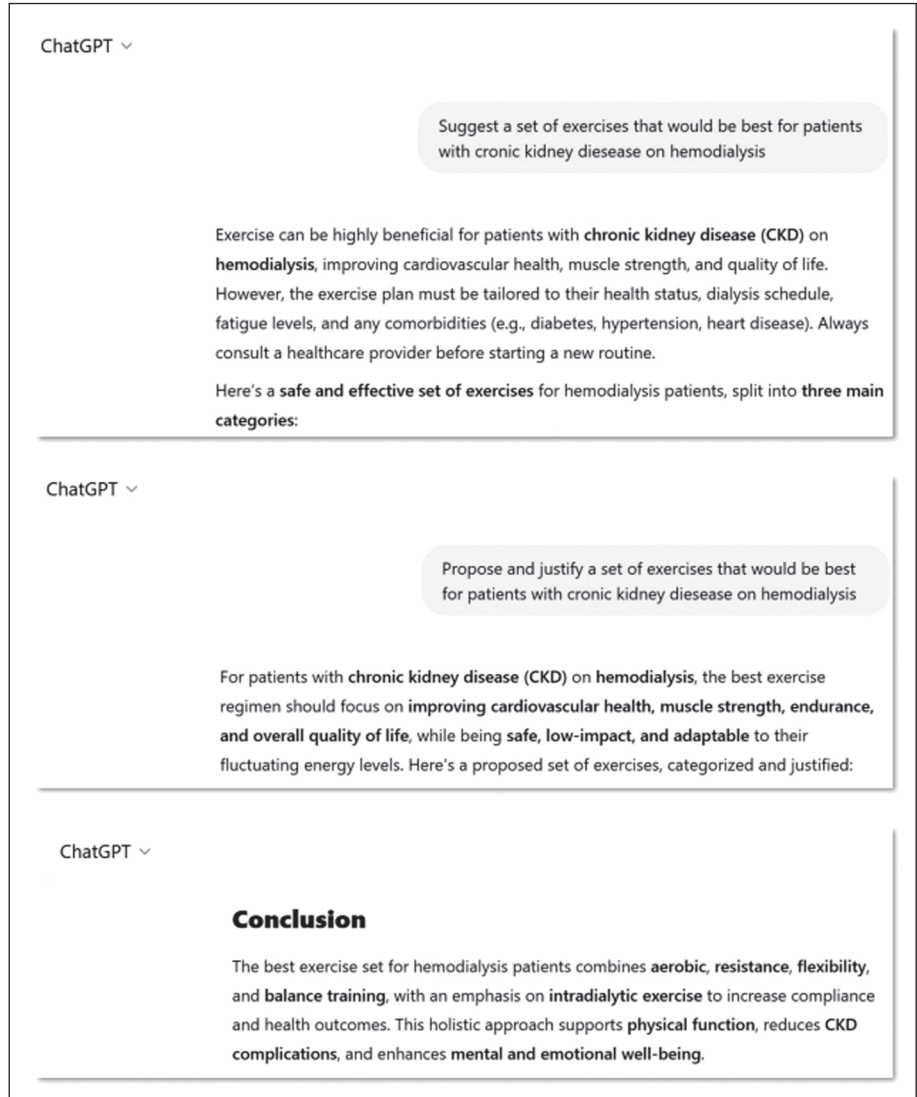 ChatGPT
Suggest a set of exercises that would be best for patients
with cronic kidney diesease on hemodialysis
Exercise can be highly beneficial for patients with chronic kidney disease (CKD) on
hemodialysis, improving cardiovascular health, muscle strength, and quality of life.
However, the exercise plan must be tailored to their health status, dialysis schedule,
fatigue levels, and any comorbidities (e.g., diabetes, hypertension, heart disease). Always
consult a healthcare provider before starting a new routine.
Here's a safe and effective set of exercises for hemodialysis patients, split into three main
categories:
ChatGPT
Propose and justify a set of exercises that would be best
for patients with cronic kidney diesease on hemodialysis
For patients with chronic kidney disease (CKD) on hemodialysis, the best exercise
regimen should focus on improving cardiovascular health, muscle strength, endurance,
and overall quality of life, while being safe, low-impact, and adaptable to their
fluctuating energy levels. Here's a proposed set of exercises, categorized and justified:
ChatGPT
Conclusion
The best exercise set for hemodialysis patients combines aerobic, resistance, flexibility,
and balance training, with an emphasis on intradialytic exercise to increase compliance
and health outcomes. This holistic approach supports physical function, reduces CKD
complications, and enhances mental and emotional well-being.